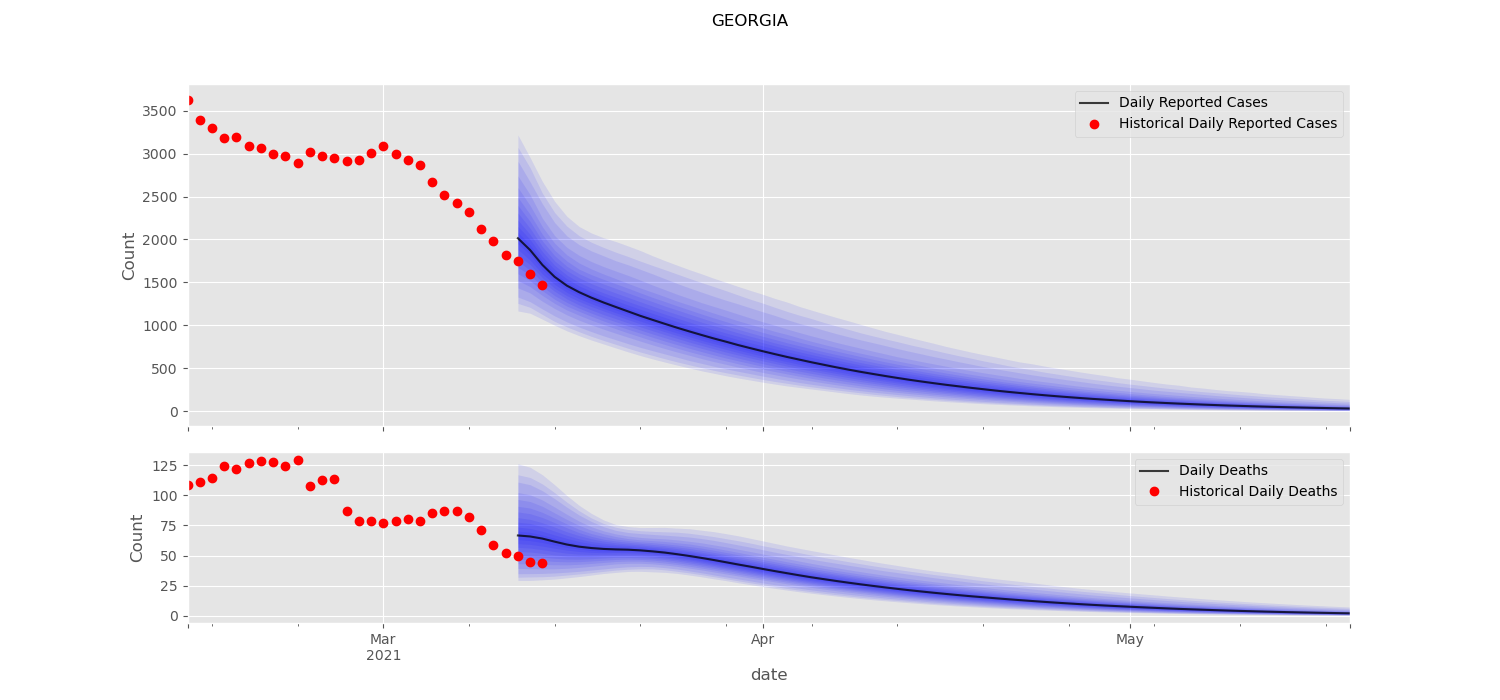 GEORGIA
Daily Reported Cases
Historical Daily Reported Cases
3500
3000
2500
2000
1500
1000
500
0
Count
Daily Deaths
Historical Daily Deaths
125
100
75
50
25
0
Count
Mar
2021
Apr
May
date